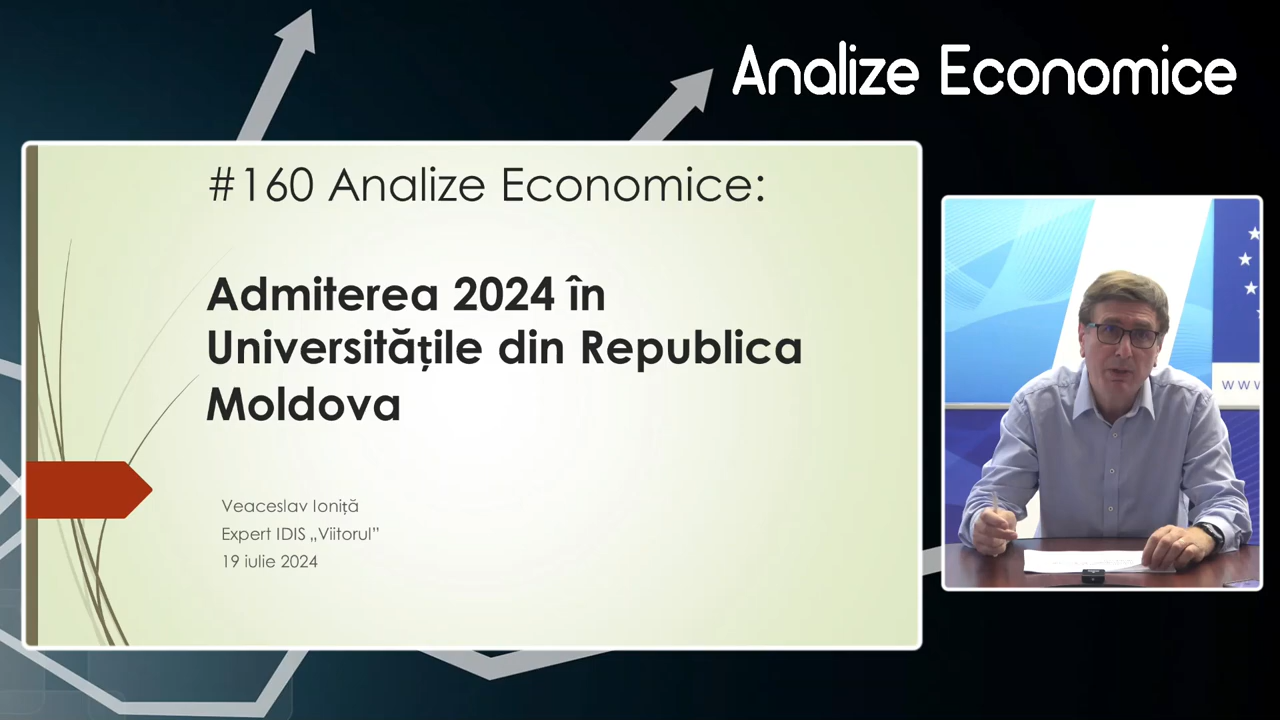 Analize Economice
#160 Analize Economice:
Admiterea 2024 în
Universitățile din Republica
Moldova
Veaceslav Ioniță
Expert IDIS „Viitorul”
19 iulie 2024
www